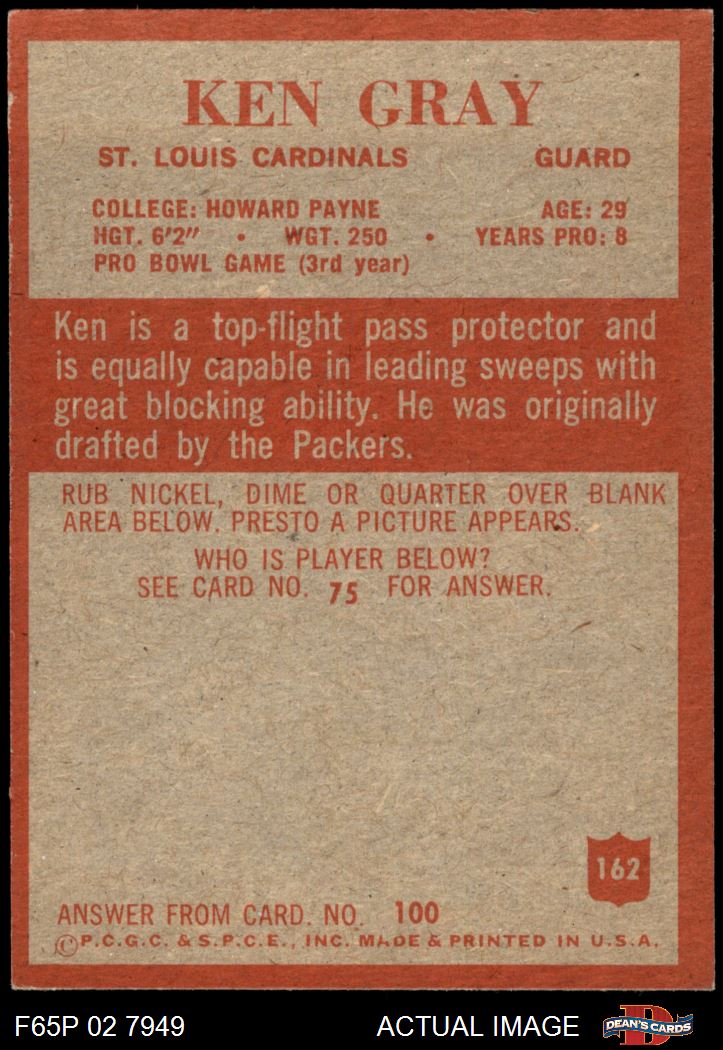 KEN GRAY
ST. LOUIS CARDINALS GUARD
COLLEGE: HOWARD PAYNE AGE: 29
HGT. 6'2" • WGT. 250 • YEARS PRO: 8
PRO BOWL GAME (3rd year)
Ken is a top-flight pass protector and
is equally capable in leading sweeps with
great blocking ability. He was originally
drafted by the Packers.
RUB NICKEL, DIME OR QUARTER OVER BLANK
AREA BELOW. PRESTO A PICTURE APPEARS.
WHO IS PLAYER BELOW?
SEE CARD NO. 75 FOR ANSWER.
162
ANSWER FROM CARD. NO. 100
©P.C.G.C. & S.P.C.E., INC. MADE & PRINTED IN U.S.A.
F65P 02 7949 ACTUAL IMAGE
D
DEAN'S CARDS